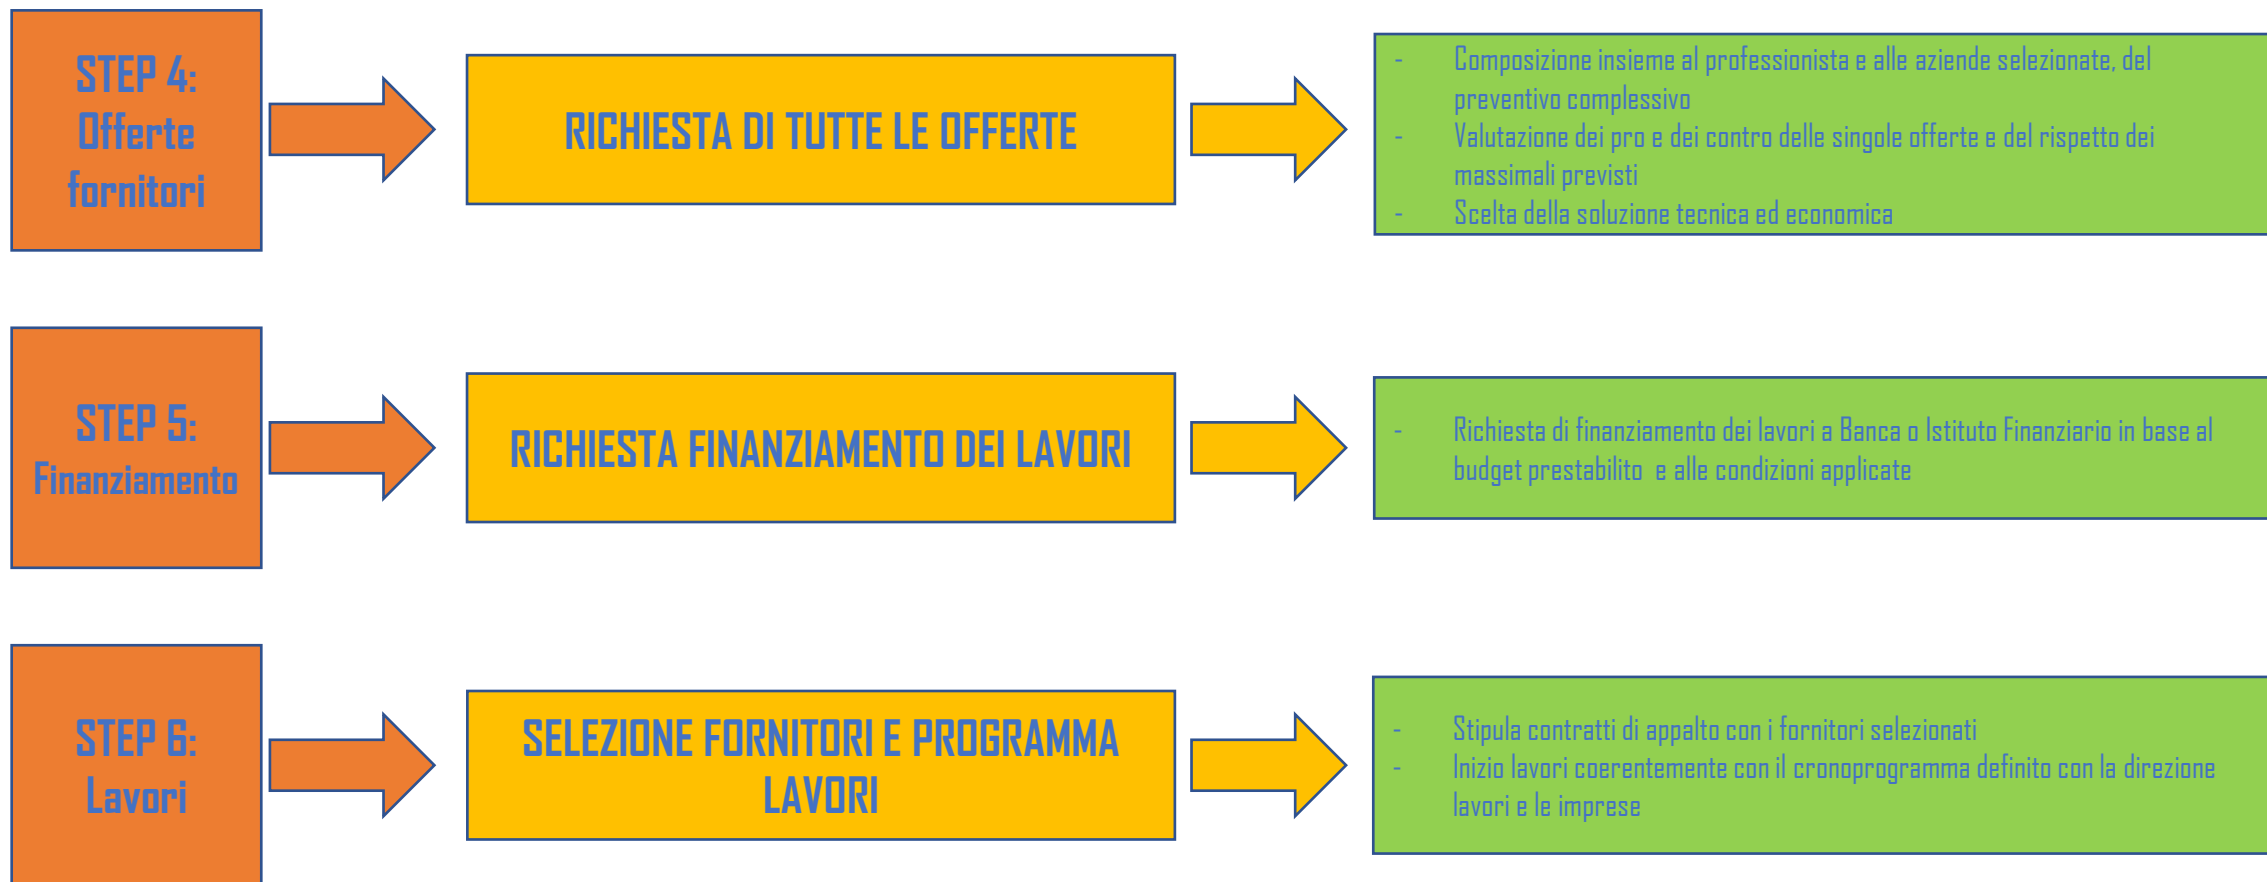 STEP 4:
Offerte
fornitori
RICHIESTA DI TUTTE LE OFFERTE
- Composizione insieme al professionista e alle aziende selezionate, del
preventivo complessivo
- Valutazione dei pro e dei contro delle singole offerte e del rispetto dei
massimali previsti
- Scelta della soluzione tecnica ed economica
STEP 5:
Finanziamento
RICHIESTA FINANZIAMENTO DEI LAVORI
- Richiesta di finanziamento dei lavori a Banca o Istituto Finanziario in base al
budget prestabilito e alle condizioni applicate
STEP 6:
Lavori
SELEZIONE FORNITORI E PROGRAMMA
LAVORI
- Stipula contratti di appalto con i fornitori selezionati
- Inizio lavori coerentemente con il cronoprogramma definito con la direzione
lavori e le imprese